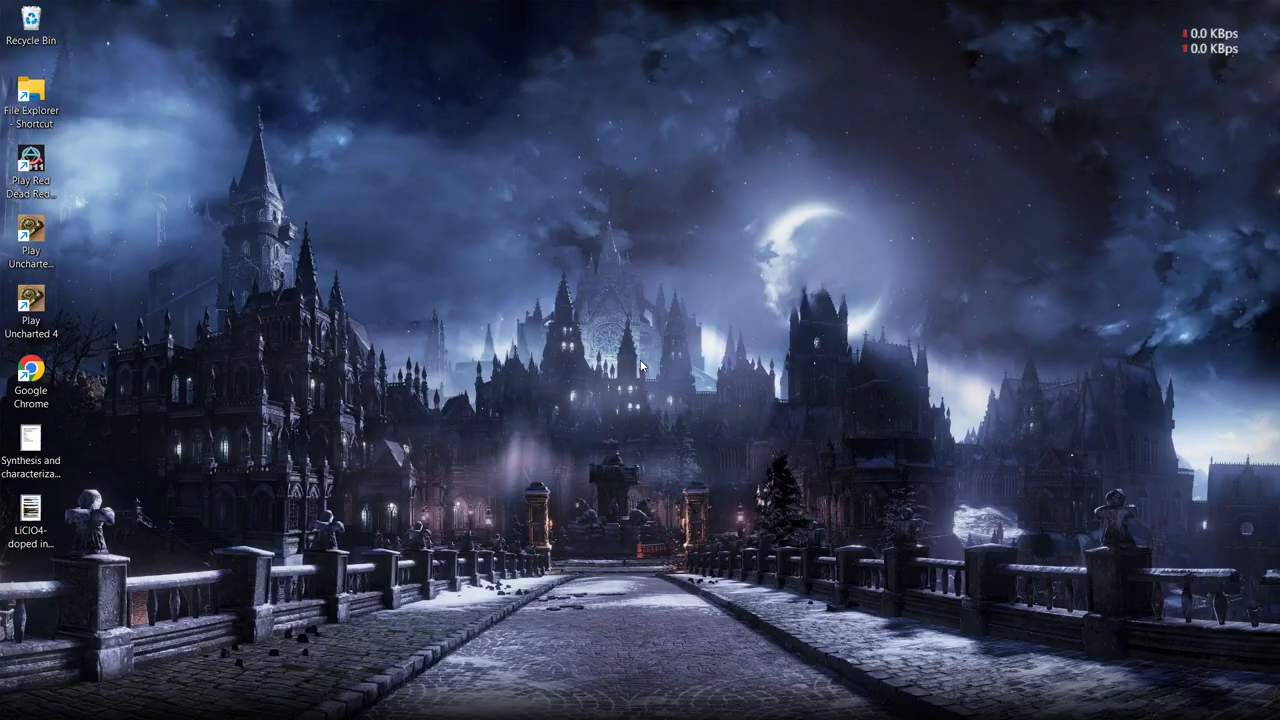 Recycle Bin
File Explorer
- Shortcut
Play Red
Dead Red...
Play
Uncharte...
Play
Uncharted 4
Google
Chrome
Synthesis and
characteriza...
LiClO4-
doped in...
0.0 KBps
0.0 KBps